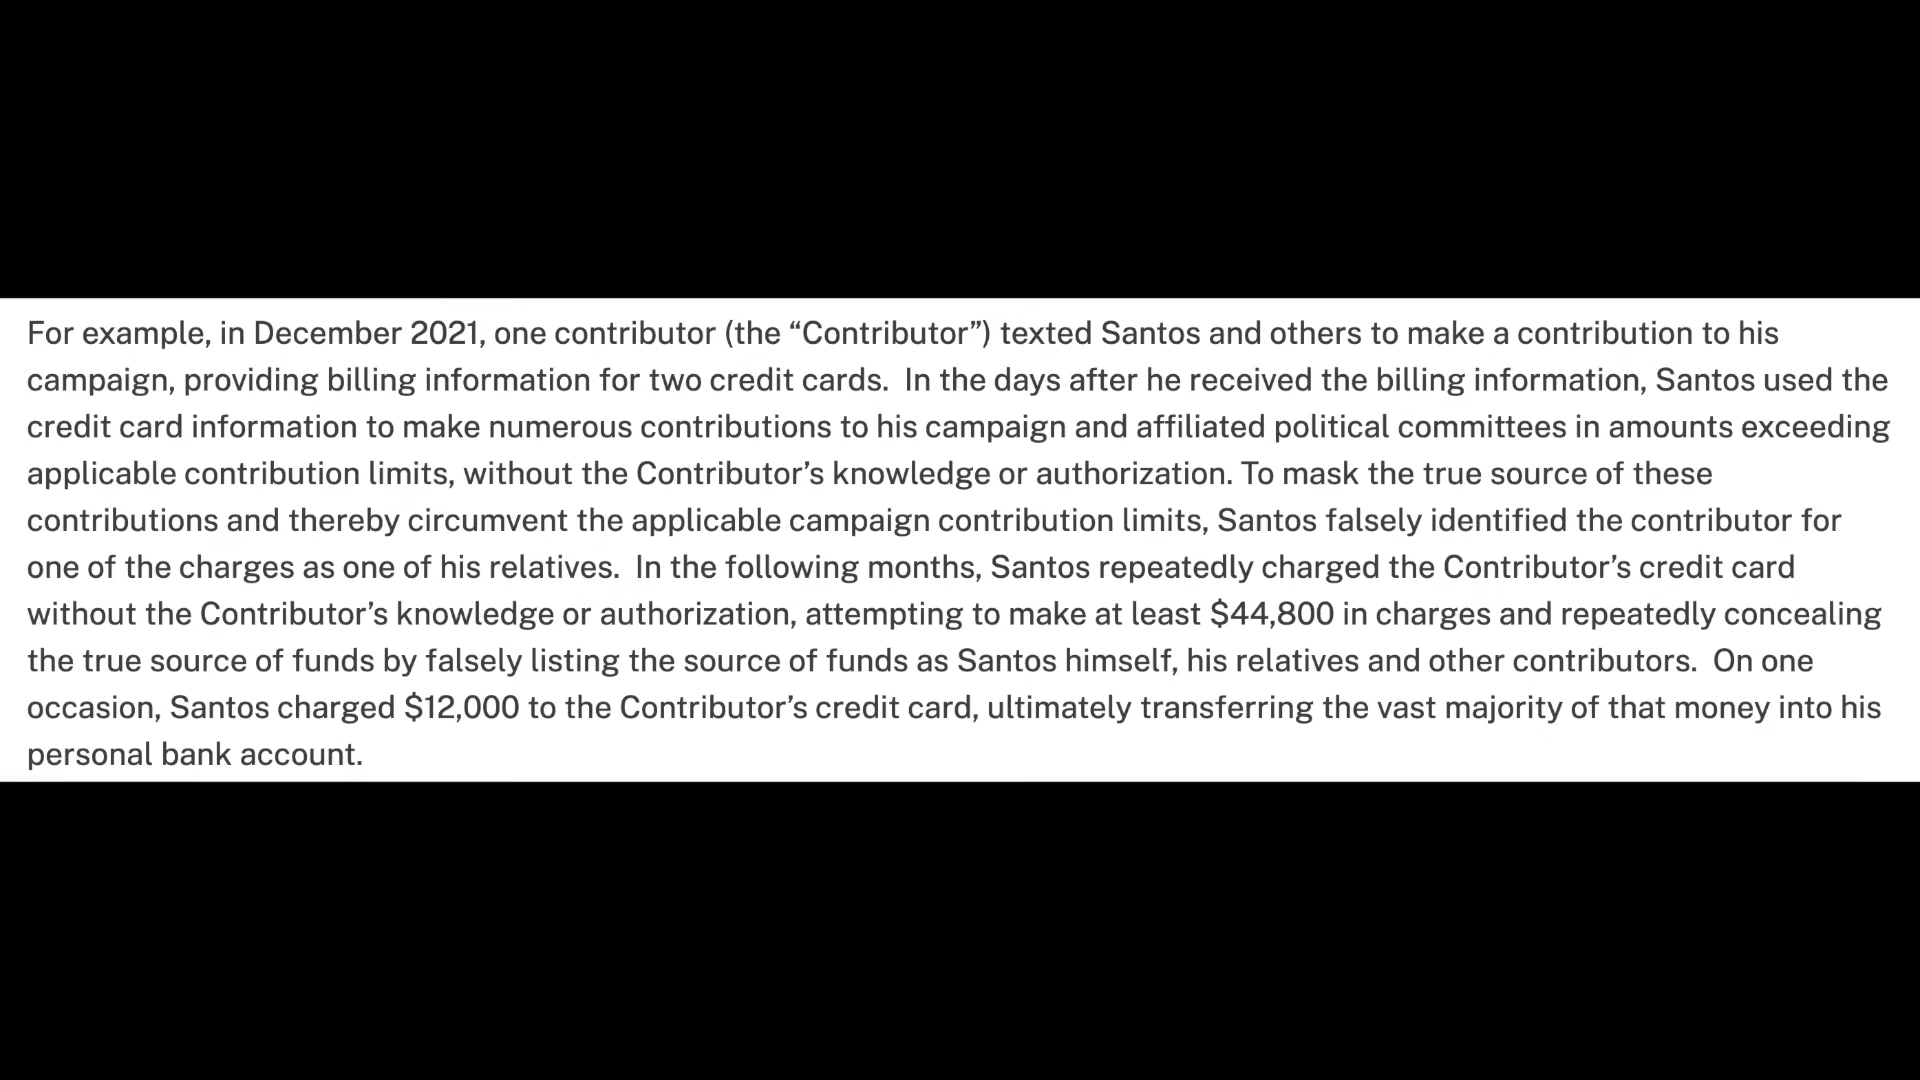 For example, in December 2021, one contributor (the “Contributor”) texted Santos and others to make a contribution to his
campaign, providing billing information for two credit cards.  In the days after he received the billing information, Santos used the
credit card information to make numerous contributions to his campaign and affiliated political committees in amounts exceeding
applicable contribution limits, without the Contributor’s knowledge or authorization. To mask the true source of these
contributions and thereby circumvent the applicable campaign contribution limits, Santos falsely identified the contributor for
one of the charges as one of his relatives.  In the following months, Santos repeatedly charged the Contributor’s credit card
without the Contributor’s knowledge or authorization, attempting to make at least $44,800 in charges and repeatedly concealing
the true source of funds by falsely listing the source of funds as Santos himself, his relatives and other contributors.  On one
occasion, Santos charged $12,000 to the Contributor’s credit card, ultimately transferring the vast majority of that money into his
personal bank account.